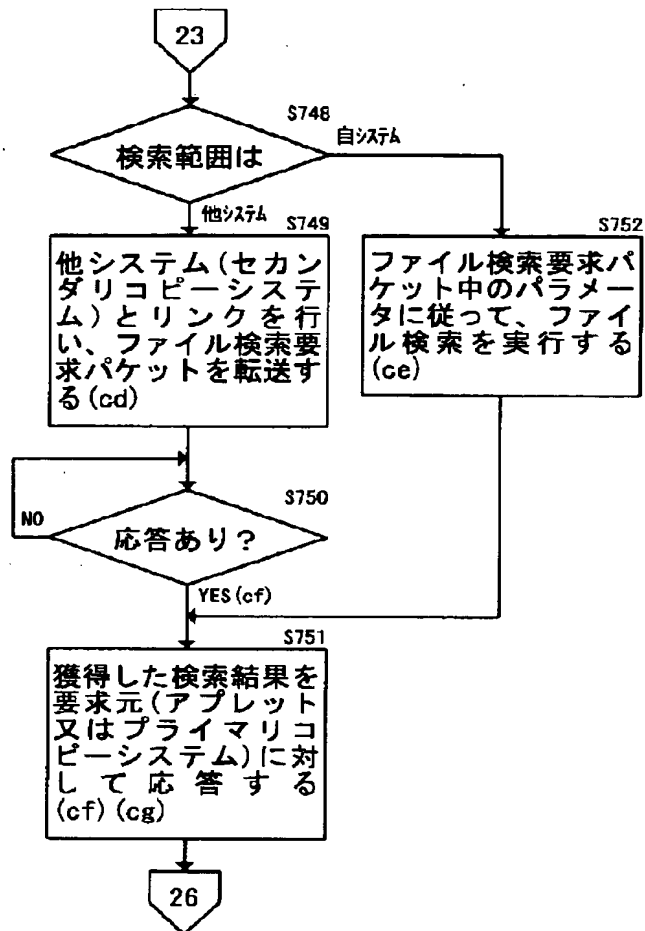 23
S748
検索範囲は
自システム
他システム
S749
他システム(セカン
ダリコピーシステ
ム)とリンクを行
い、ファイル検索要
求パケットを転送す
る(cd)
S752
ファイル検索要求パ
ケット中のパラメー
タに従って、ファイ
ル検索を実行する
(ce)
S750
応答あり?
NO
YES(cf)
S751
獲得した検索結果を
要求元(アプレット
又はプライマリコ
ピーシステム)に対
して応答する
(cf)(cg)
26